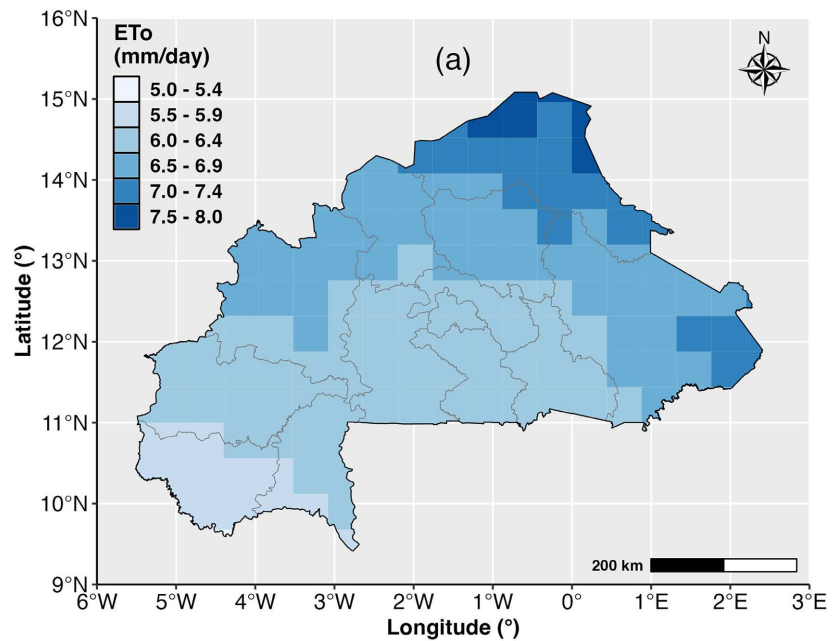 16°N
ETo
(mm/day)
(a)
N
5.0 - 5.4
5.5 - 5.9
6.0 - 6.4
6.5 - 6.9
7.0 - 7.4
7.5 - 8.0
15°N
14°N
13°N
12°N
11°N
10°N
9°N
Latitude (°)
200 km
6°W 5°W 4°W 3°W 2°W 1°W 0° 1°E 2°E 3°E
Longitude (°)